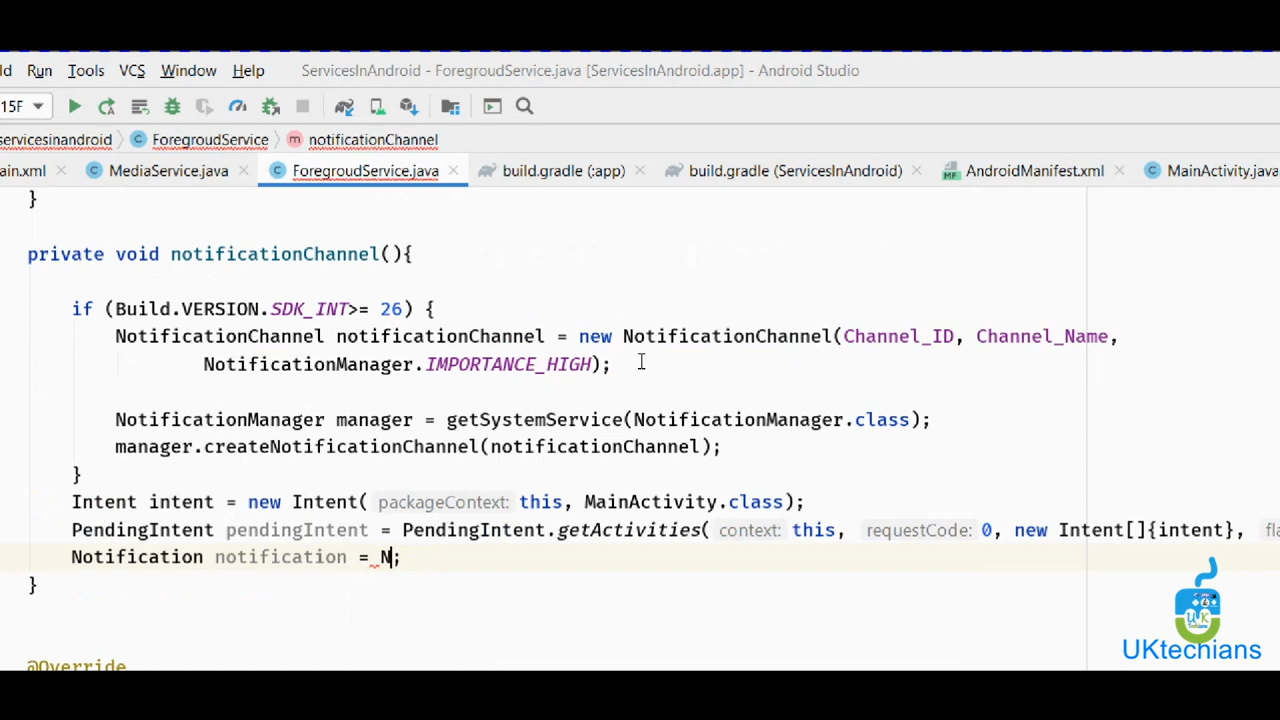 ld Run Tools VCS Window Help ServicesInAndroid - ForegroudService.java [ServicesInAndroid.app] - Android Studio
15F
servicesinandroid ForegroudService m notificationChannel
ain.xml C MediaService.java C ForegroudService.java build.gradle (:app) build.gradle (ServicesInAndroid) MF AndroidManifest.xml C MainActivity.java
}
private void notificationChannel(){
if (Build.VERSION.SDK_INT>= 26) {
NotificationChannel notificationChannel = new NotificationChannel(Channel_ID, Channel_Name,
NotificationManager.IMPORTANCE_HIGH);
NotificationManager manager = getSystemService(NotificationManager.class);
manager.createNotificationChannel(notificationChannel);
}
Intent intent = new Intent( packageContext: this, MainActivity.class);
PendingIntent pendingIntent = PendingIntent.getActivities( context: this, requestCode: 0, new Intent[]{intent}, fla
Notification notification = N;
}
@Override
UK
UKtechians